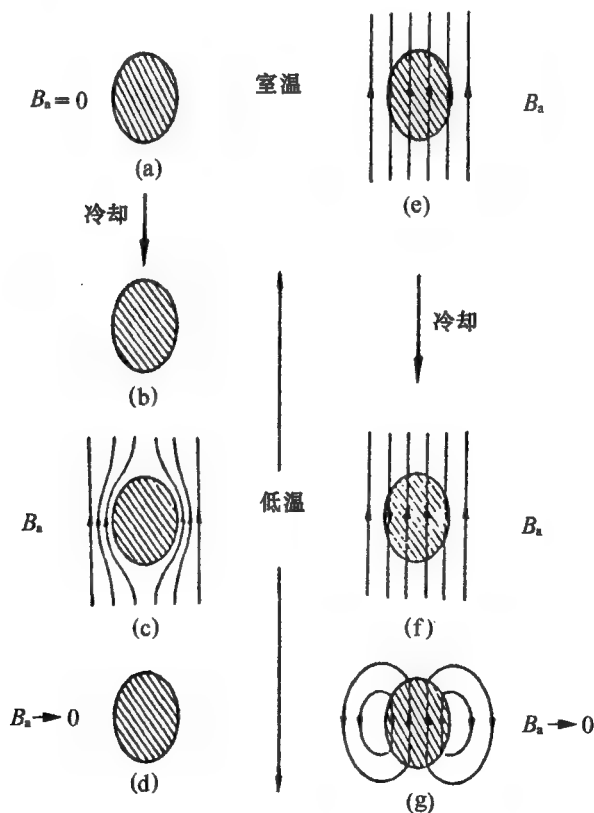 Bₐ = 0
(a)
室温
Bₐ
(e)
冷却
(b)
冷却
Bₐ
(c)
低温
Bₐ
(f)
Bₐ → 0
(d)
Bₐ → 0
(g)